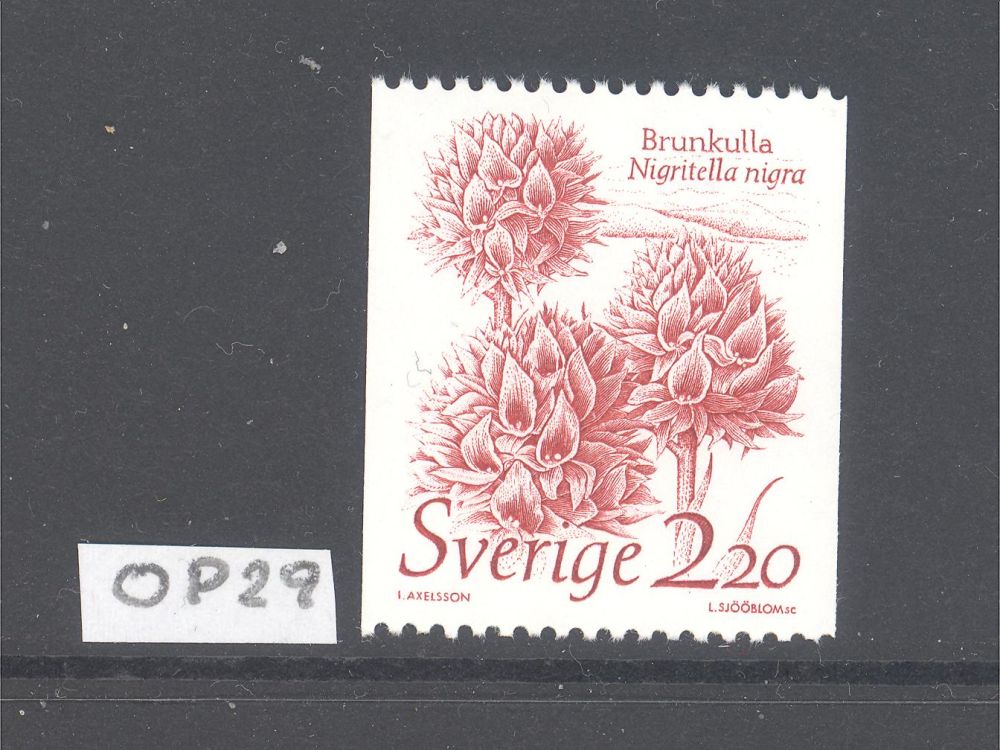 Brunkulla
Nigritella nigra
Sverige 2,20
I. AXELSSON
L. SJÖÖBLOM sc
OP29